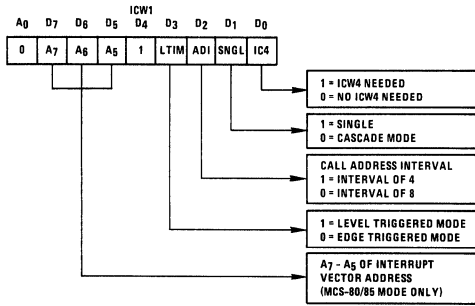 ICW1
A0 D7 D6 D5 D4 D3 D2 D1 D0
0 A7 A6 A5 1 LTIM ADI SNGL IC4
1 = ICW4 NEEDED
0 = NO ICW4 NEEDED
1 = SINGLE
0 = CASCADE MODE
CALL ADDRESS INTERVAL
1 = INTERVAL OF 4
0 = INTERVAL OF 8
1 = LEVEL TRIGGERED MODE
0 = EDGE TRIGGERED MODE
A7 - A5 OF INTERRUPT
VECTOR ADDRESS
(MCS-80/85 MODE ONLY)